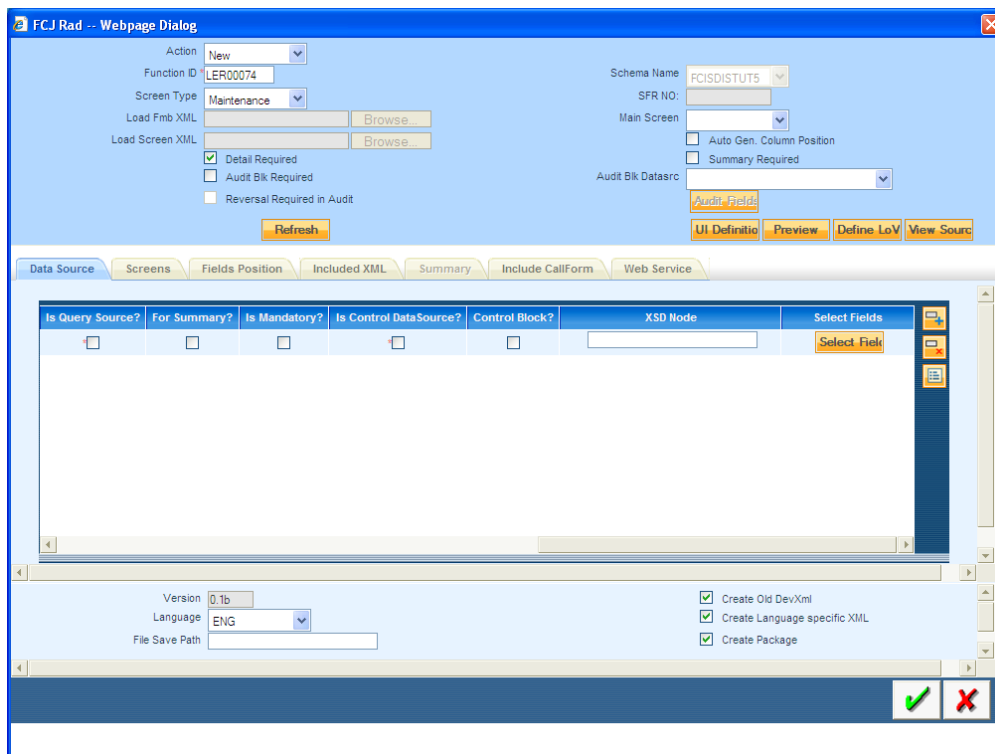 FCJ Rad -- Webpage Dialog
Action New
Function ID * LER00074 Schema Name FCISDISTUT5
Screen Type Maintenance SFR NO:
Load Fmb XML Browse... Main Screen
Load Screen XML Browse... Auto Gen. Column Position
Detail Required Summary Required
Audit Blk Required Audit Blk Datasrc
Reversal Required in Audit Audit Fields
Refresh UI Definitio Preview Define LoV View Sourc
Data Source Screens Fields Position Included XML Summary Include CallForm Web Service
Is Query Source? For Summary? Is Mandatory? Is Control DataSource? Control Block? XSD Node Select Fields
* * Select Field
Version 0.1b Create Old DevXml
Language ENG Create Language specific XML
File Save Path Create Package